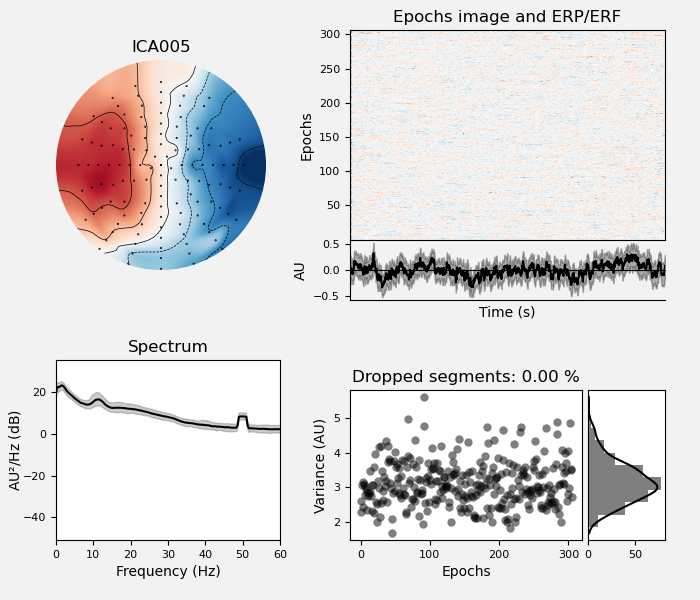 ICA005
Epochs image and ERP/ERF
300
250
200
150
100
50
Epochs
0.5
0.0
−0.5
AU
Time (s)
Spectrum
20
0
−20
−40
AU²/Hz (dB)
0 10 20 30 40 50 60
Frequency (Hz)
Dropped segments: 0.00 %
5
4
3
2
Variance (AU)
0 100 200 300
Epochs
0 50